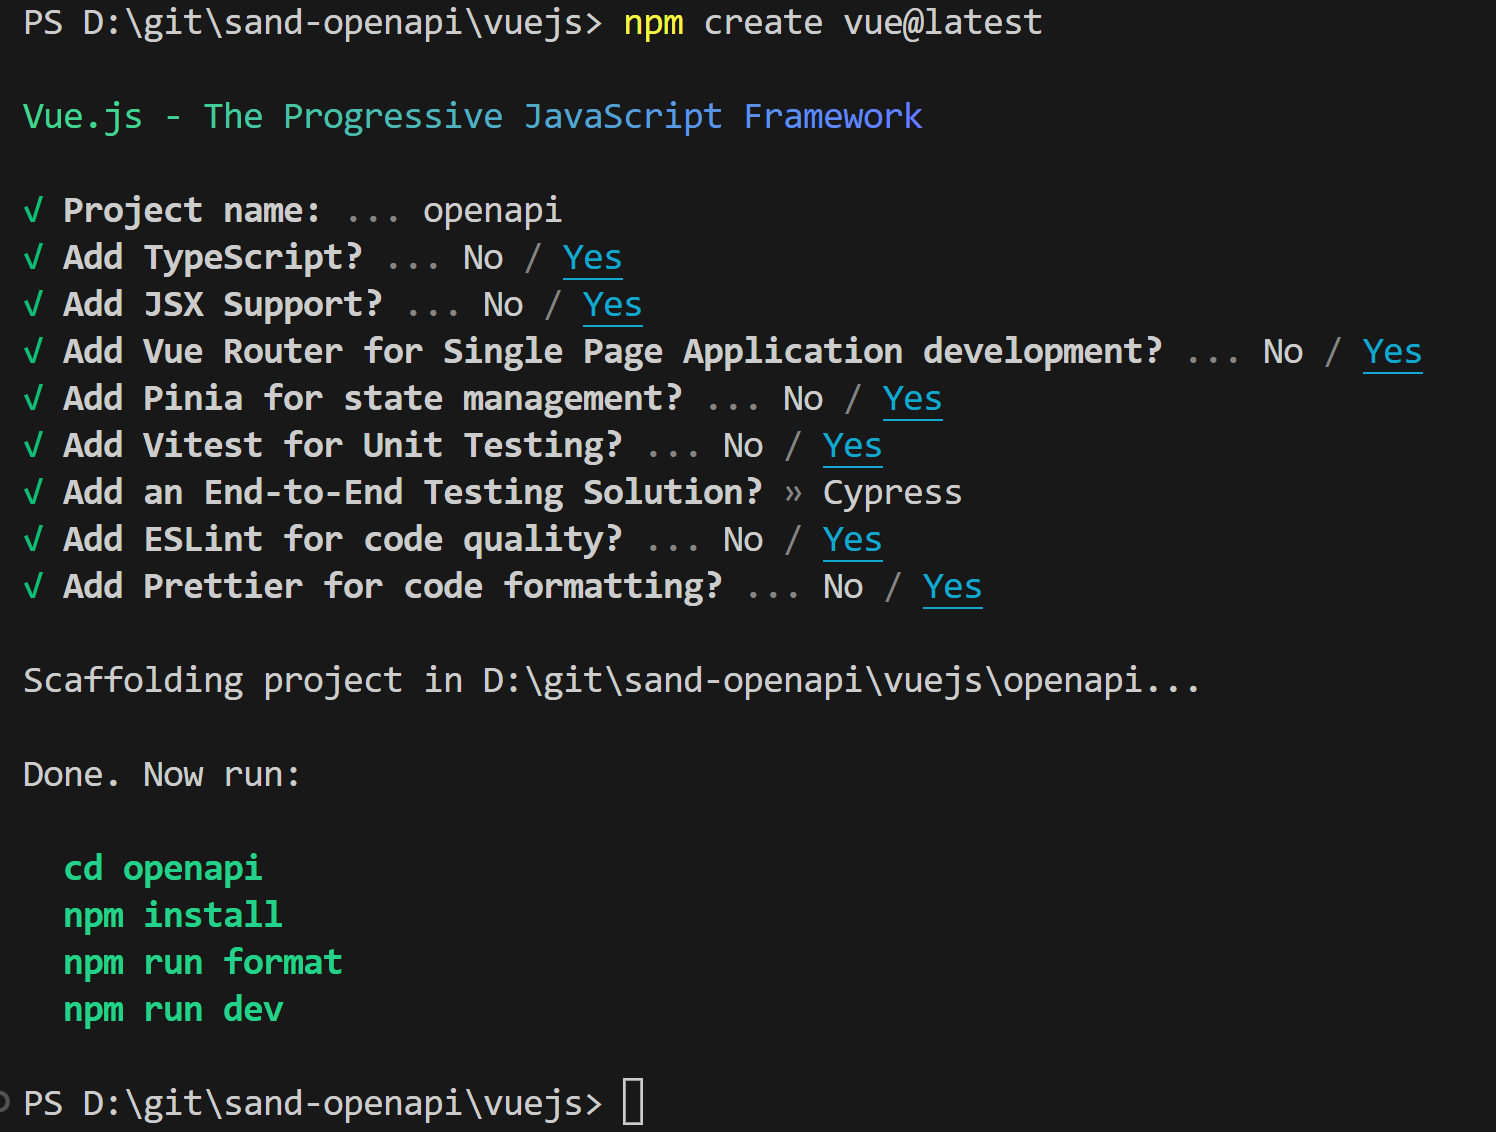 PS D:\git\sand-openapi\vuejs> npm create vue@latest
Vue.js - The Progressive JavaScript Framework
√ Project name: ... openapi
√ Add TypeScript? ... No / Yes
√ Add JSX Support? ... No / Yes
√ Add Vue Router for Single Page Application development? ... No / Yes
√ Add Pinia for state management? ... No / Yes
√ Add Vitest for Unit Testing? ... No / Yes
√ Add an End-to-End Testing Solution? » Cypress
√ Add ESLint for code quality? ... No / Yes
√ Add Prettier for code formatting? ... No / Yes
Scaffolding project in D:\git\sand-openapi\vuejs\openapi...
Done. Now run:
cd openapi
npm install
npm run format
npm run dev
PS D:\git\sand-openapi\vuejs>